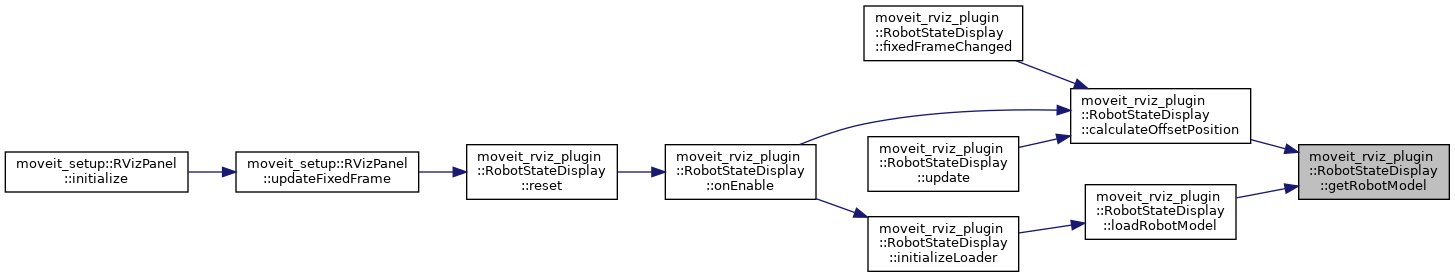 moveit_rviz_plugin
::RobotStateDisplay
::fixedFrameChanged
moveit_rviz_plugin
::RobotStateDisplay
::calculateOffsetPosition
moveit_setup::RVizPanel
::initialize
moveit_setup::RVizPanel
::updateFixedFrame
moveit_rviz_plugin
::RobotStateDisplay
::reset
moveit_rviz_plugin
::RobotStateDisplay
::onEnable
moveit_rviz_plugin
::RobotStateDisplay
::update
moveit_rviz_plugin
::RobotStateDisplay
::getRobotModel
moveit_rviz_plugin
::RobotStateDisplay
::loadRobotModel
moveit_rviz_plugin
::RobotStateDisplay
::initializeLoader